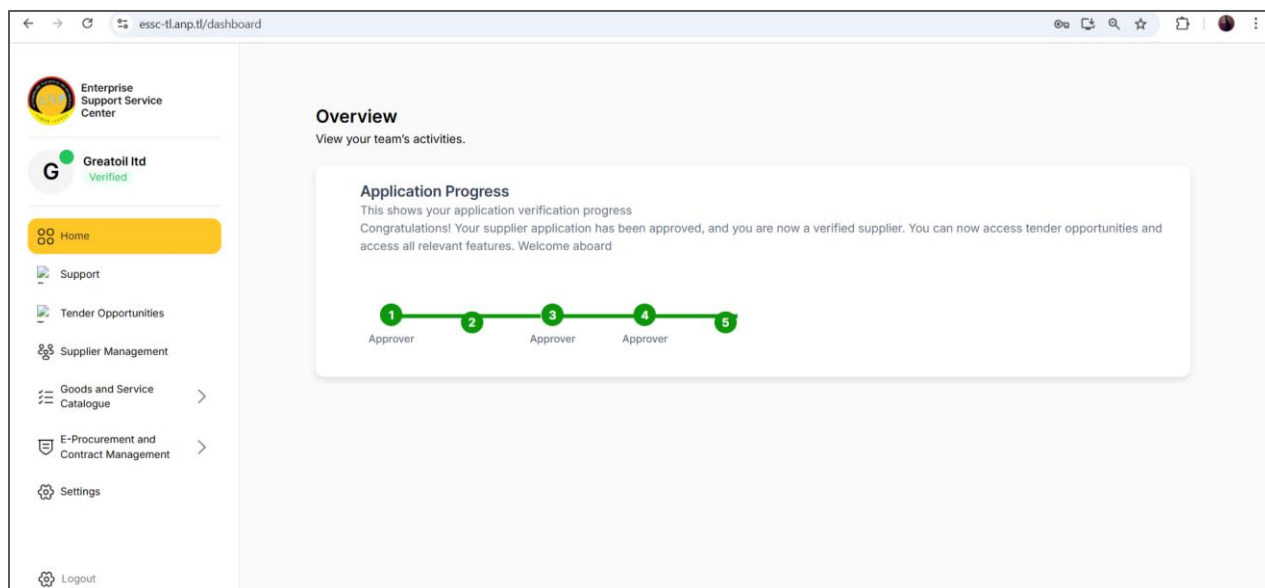 essc-tl.anp.tl/dashboard
Enterprise
Support Service
Center
G
Greatoil ltd
Verified
Home
Support
Tender Opportunities
Supplier Management
Goods and Service
Catalogue
E-Procurement and
Contract Management
Settings
Logout
Overview
View your team's activities.
Application Progress
This shows your application verification progress
Congratulations! Your supplier application has been approved, and you are now a verified supplier. You can now access tender opportunities and
access all relevant features. Welcome aboard
1 2 3 4 5
Approver Approver Approver